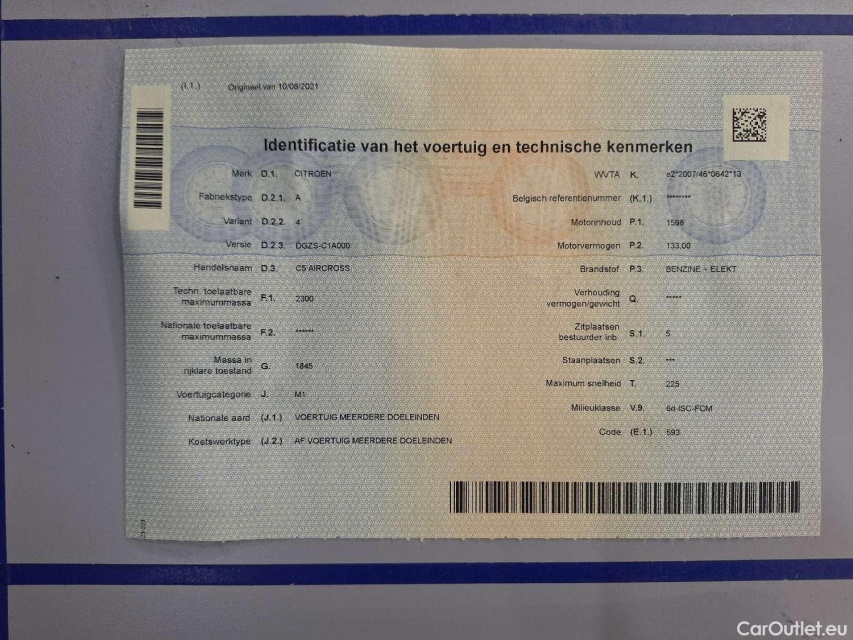 (I.1.) Origineel van 10/08/2021
Identificatie van het voertuig en technische kenmerken
Merk D.1. CITROEN
Fabriekstype D.2.1. A
Variant D.2.2. 4
Versie D.2.3. DGZS-C1A000
Handelsnaam D.3. C5 AIRCROSS
Techn. toelaatbare
maximummassa F.1. 2300
Nationale toelaatbare
maximummassa F.2. ******
Massa in
rijklare toestand G. 1845
Voertuigcategorie J. M1
Nationale aard (J.1.) VOERTUIG MEERDERE DOELEINDEN
Koetswerktype (J.2.) AF VOERTUIG MEERDERE DOELEINDEN
WVTA K. e2*2007/46*0642*13
Belgisch referentienummer (K.1.) ********
Motorinhoud P.1. 1598
Motorvermogen P.2. 133,00
Brandstof P.3. BENZINE + ELEKT
Verhouding
vermogen/gewicht Q. *****
Zitplaatsen
bestuurder inb. S.1. 5
Staanplaatsen S.2. ***
Maximum snelheid T. 225
Milieuklasse V.9. 6d-ISC-FCM
Code (E.1.) 593
CarOutlet.eu